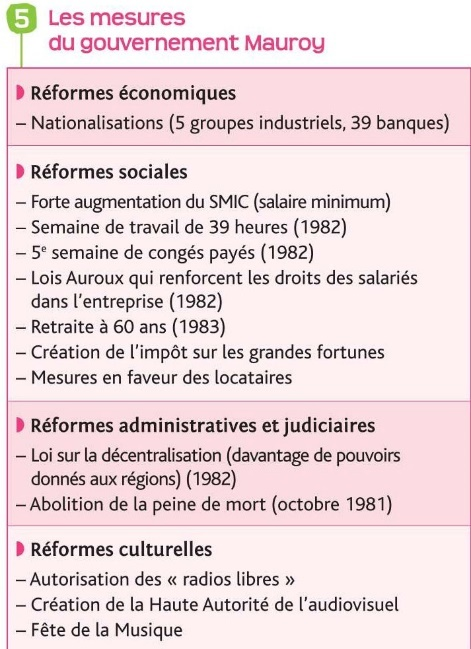 5 Les mesures
du gouvernement Mauroy
Réformes économiques
– Nationalisations (5 groupes industriels, 39 banques)
Réformes sociales
– Forte augmentation du SMIC (salaire minimum)
– Semaine de travail de 39 heures (1982)
– 5e semaine de congés payés (1982)
– Lois Auroux qui renforcent les droits des salariés
dans l'entreprise (1982)
– Retraite à 60 ans (1983)
– Création de l'impôt sur les grandes fortunes
– Mesures en faveur des locataires
Réformes administratives et judiciaires
– Loi sur la décentralisation (davantage de pouvoirs
donnés aux régions) (1982)
– Abolition de la peine de mort (octobre 1981)
Réformes culturelles
– Autorisation des « radios libres »
– Création de la Haute Autorité de l'audiovisuel
– Fête de la Musique